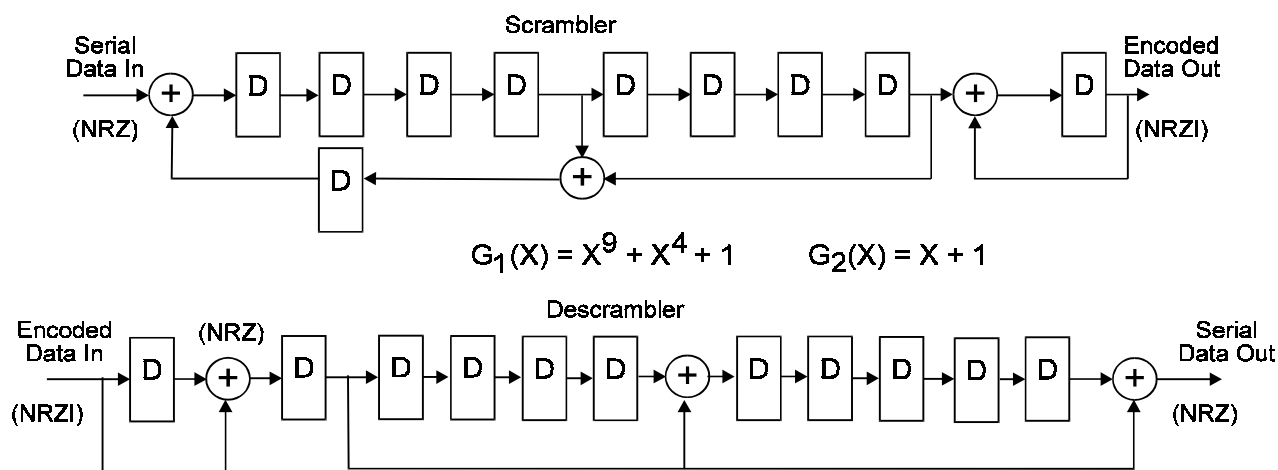 Scrambler
Serial
Data In
(NRZ)
+
D
D
D
D
D
D
D
D
+
D
Encoded
Data Out
(NRZI)
D
+
G₁(X) = X⁹ + X⁴ + 1
G₂(X) = X + 1
Descrambler
Encoded
Data In
(NRZI)
D
(NRZ)
+
D
D
D
D
D
+
D
D
D
D
D
+
Serial
Data Out
(NRZ)